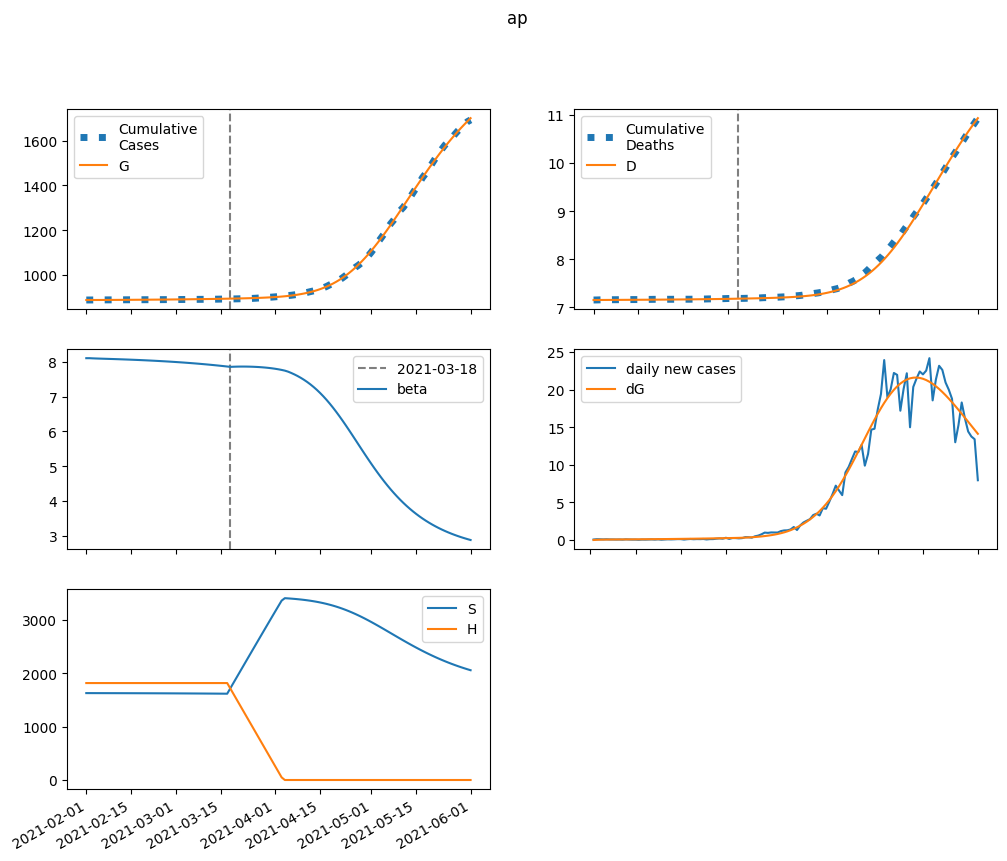 ap
1600
1400
1200
1000
Cumulative
Cases
G
11
10
9
8
7
Cumulative
Deaths
D
8
7
6
5
4
3
2021-03-18
beta
25
20
15
10
5
0
daily new cases
dG
3000
2000
1000
0
S
H
2021-02-01
2021-02-15
2021-03-01
2021-03-15
2021-04-01
2021-04-15
2021-05-01
2021-05-15
2021-06-01